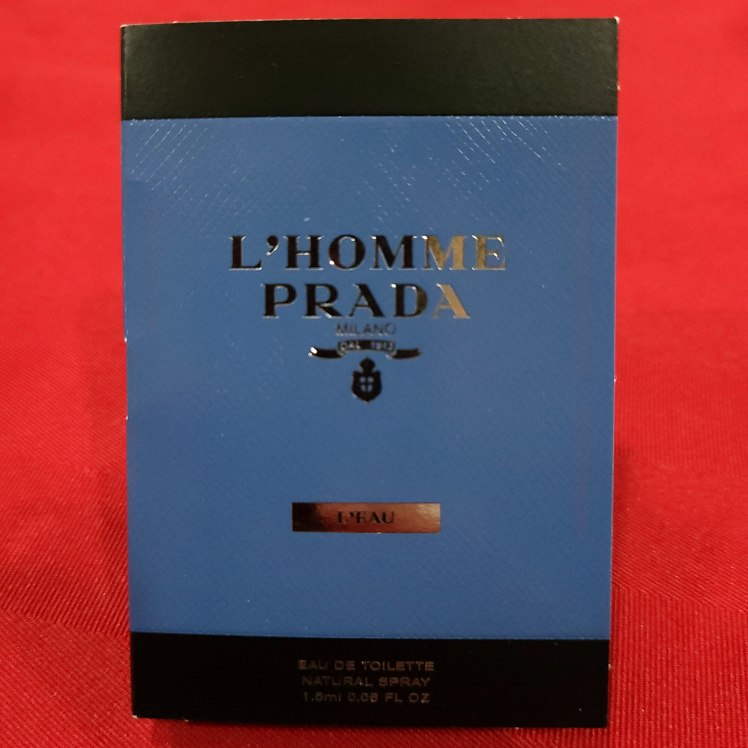 L'HOMME
PRADA
MILANO
DAL 1913
L'EAU
EAU DE TOILETTE
NATURAL SPRAY
1.5ml 0.05 FL OZ